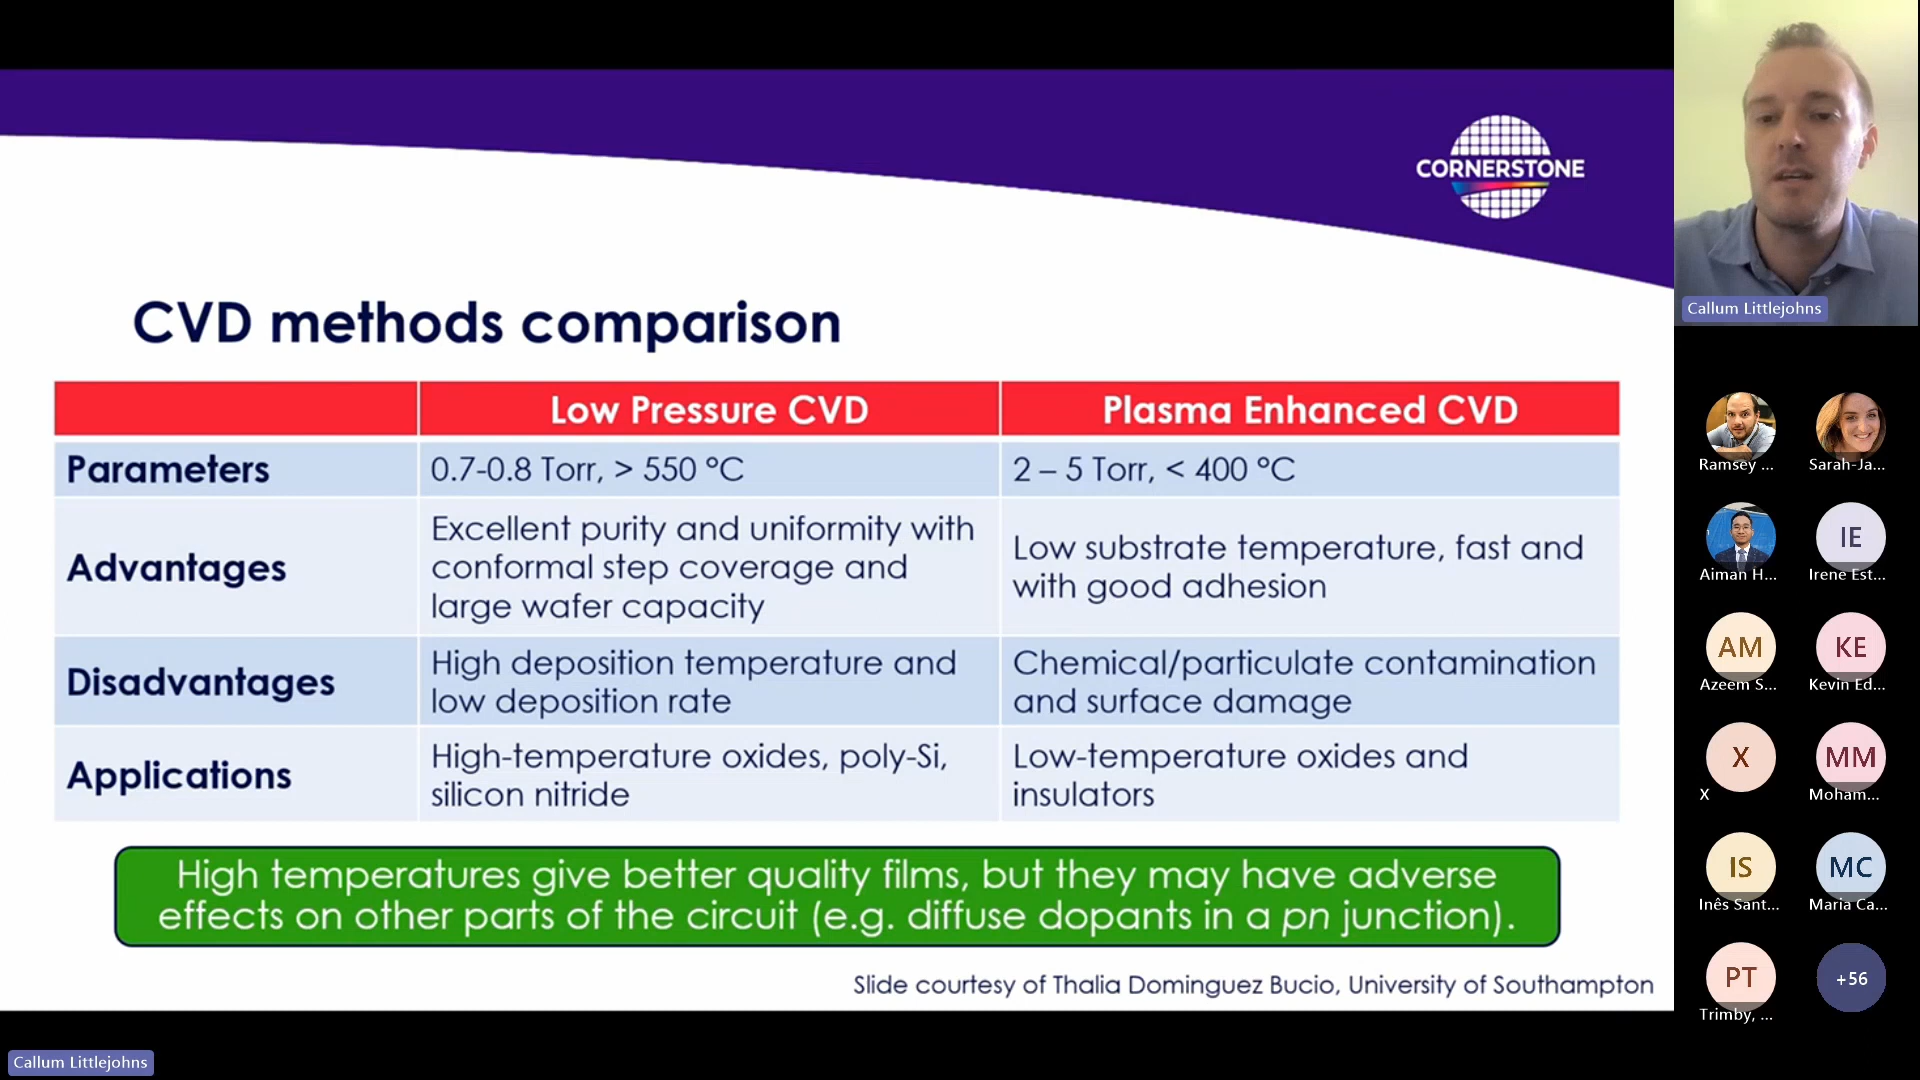 CORNERSTONE
CVD methods comparison
Low Pressure CVD
Plasma Enhanced CVD
Parameters
0.7-0.8 Torr, > 550 °C
2 – 5 Torr, < 400 °C
Advantages
Excellent purity and uniformity with
conformal step coverage and
large wafer capacity
Low substrate temperature, fast and
with good adhesion
Disadvantages
High deposition temperature and
low deposition rate
Chemical/particulate contamination
and surface damage
Applications
High-temperature oxides, poly-Si,
silicon nitride
Low-temperature oxides and
insulators
High temperatures give better quality films, but they may have adverse
effects on other parts of the circuit (e.g. diffuse dopants in a pn junction).
Slide courtesy of Thalia Dominguez Bucio, University of Southampton
Callum Littlejohns
Callum Littlejohns
Ramsey ...
Sarah-Ja...
Aiman H...
IE
Irene Est...
AM
Azeem S...
KE
Kevin Ed...
X
X
MM
Moham...
IS
Inês Sant...
MC
Maria Ca...
PT
Trimby, ...
+56